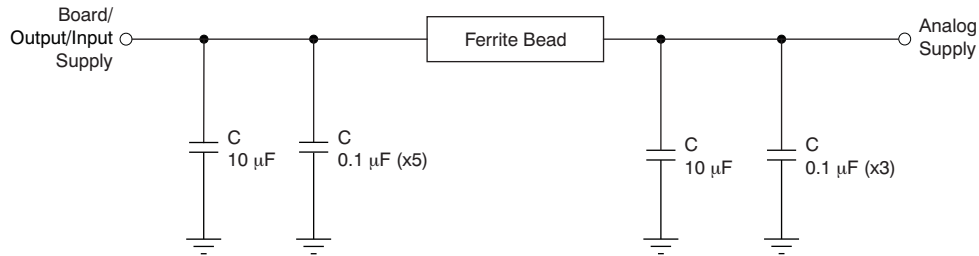 Board/
Output/Input
Supply
Ferrite Bead
Analog
Supply
C
10 μF
C
0.1 μF (x5)
C
10 μF
C
0.1 μF (x3)